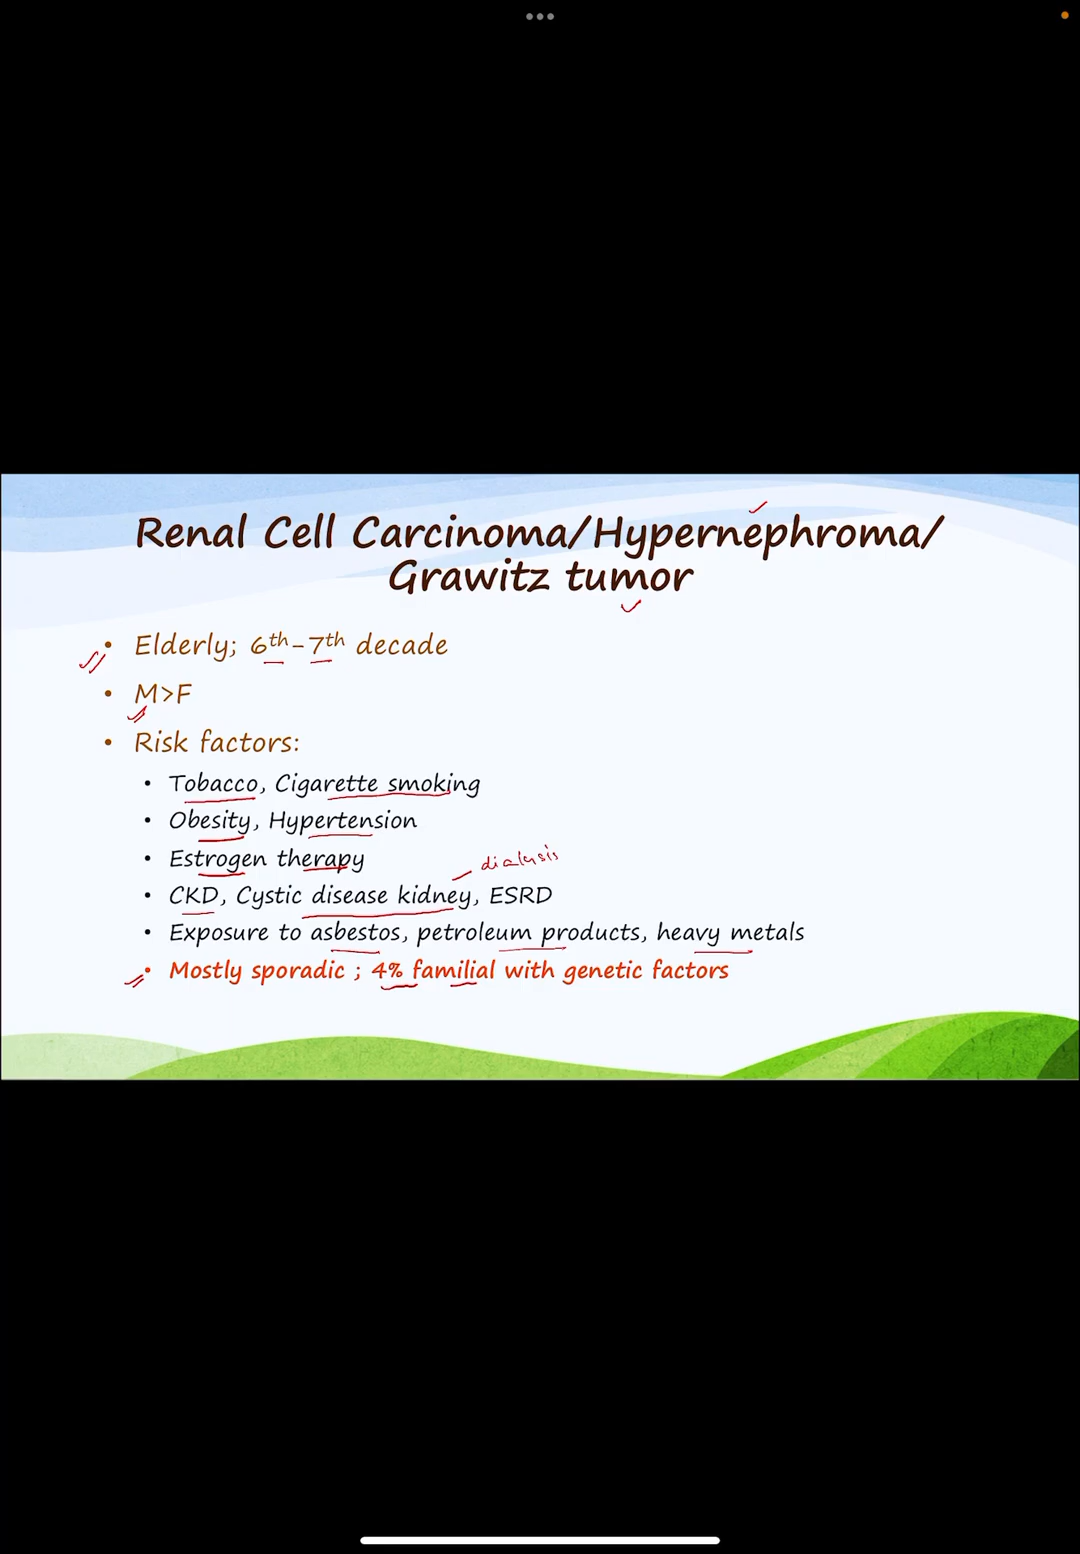 Renal Cell Carcinoma/Hypernephroma/
Grawitz tumor
• Elderly; 6th-7th decade
• M>F
• Risk factors:
• Tobacco, Cigarette smoking
• Obesity, Hypertension
• Estrogen therapy
dialysis
• CKD, Cystic disease kidney, ESRD
• Exposure to asbestos, petroleum products, heavy metals
• Mostly sporadic ; 4% familial with genetic factors